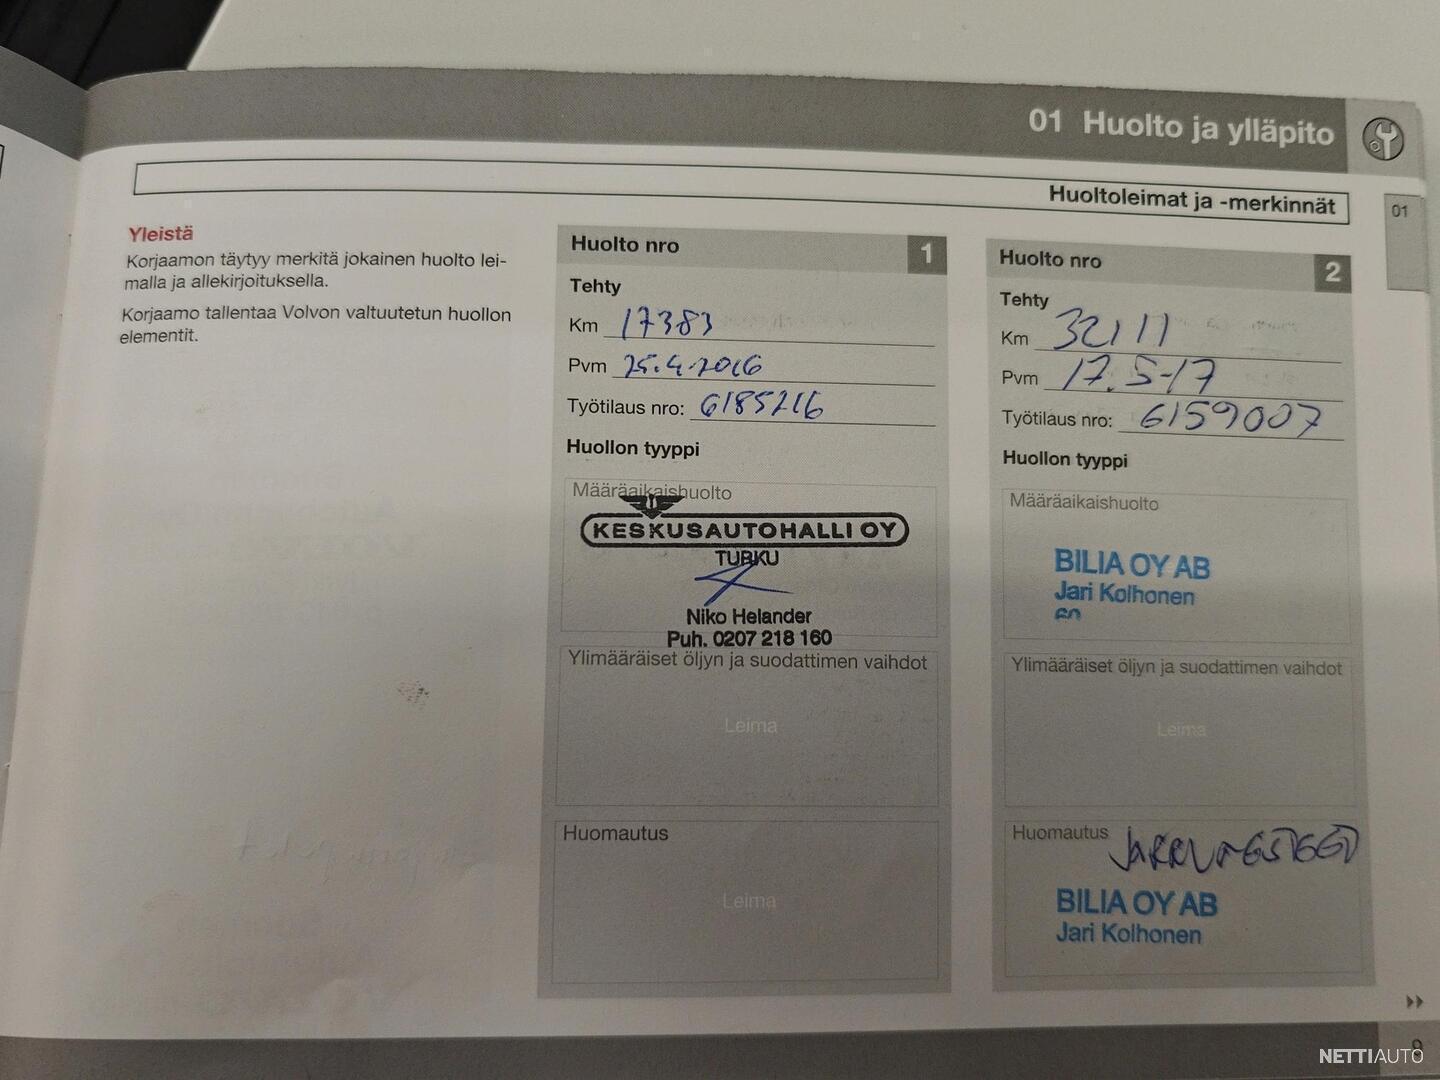 01 Huolto ja ylläpito
Huoltoleimat ja -merkinnät
01
Yleistä
Korjaamon täytyy merkitä jokainen huolto lei-
malla ja allekirjoituksella.
Korjaamo tallentaa Volvon valtuutetun huollon
elementit.
Huolto nro 1
Tehty
Km 17383
Pvm 25.4.2016
Työtilaus nro: 6185216
Huollon tyyppi
Määräaikaishuolto
KESKUSAUTOHALLI OY
TURKU
Niko Helander
Puh. 0207 218 160
Ylimääräiset öljyn ja suodattimen vaihdot
Leima
Huomautus
Leima
Huolto nro 2
Tehty
Km 32111
Pvm 17.5-17
Työtilaus nro: 6159007
Huollon tyyppi
Määräaikaishuolto
BILIA OY AB
Jari Kolhonen
Ylimääräiset öljyn ja suodattimen vaihdot
Leima
Huomautus JARRUNESTEET
BILIA OY AB
Jari Kolhonen
9
NETTIAUTO